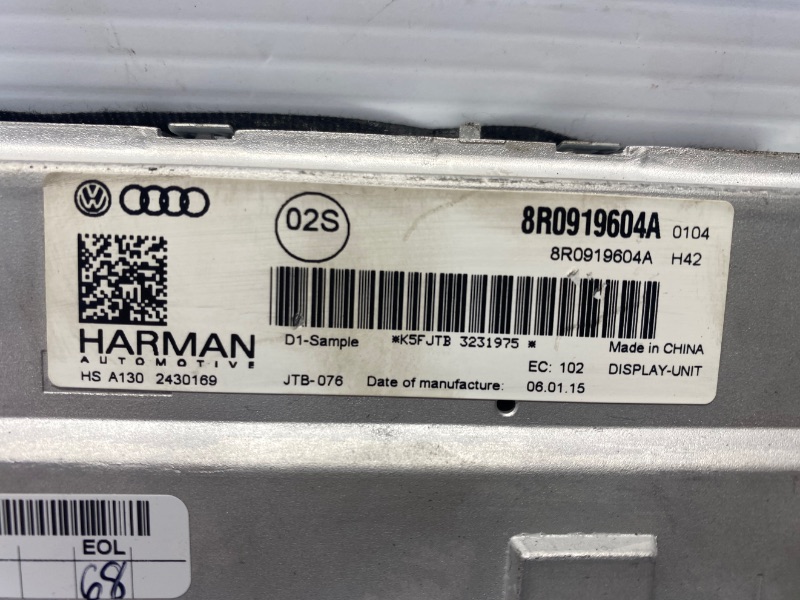 02S
8R0919604A 0104
8R0919604A H42
HARMAN
AUTOMOTIVE
D1-Sample *K5FJTB 3231975 *
Made in CHINA
EC: 102 DISPLAY-UNIT
HS A130 2430169 JTB-076 Date of manufacture: 06.01.15
EOL
68